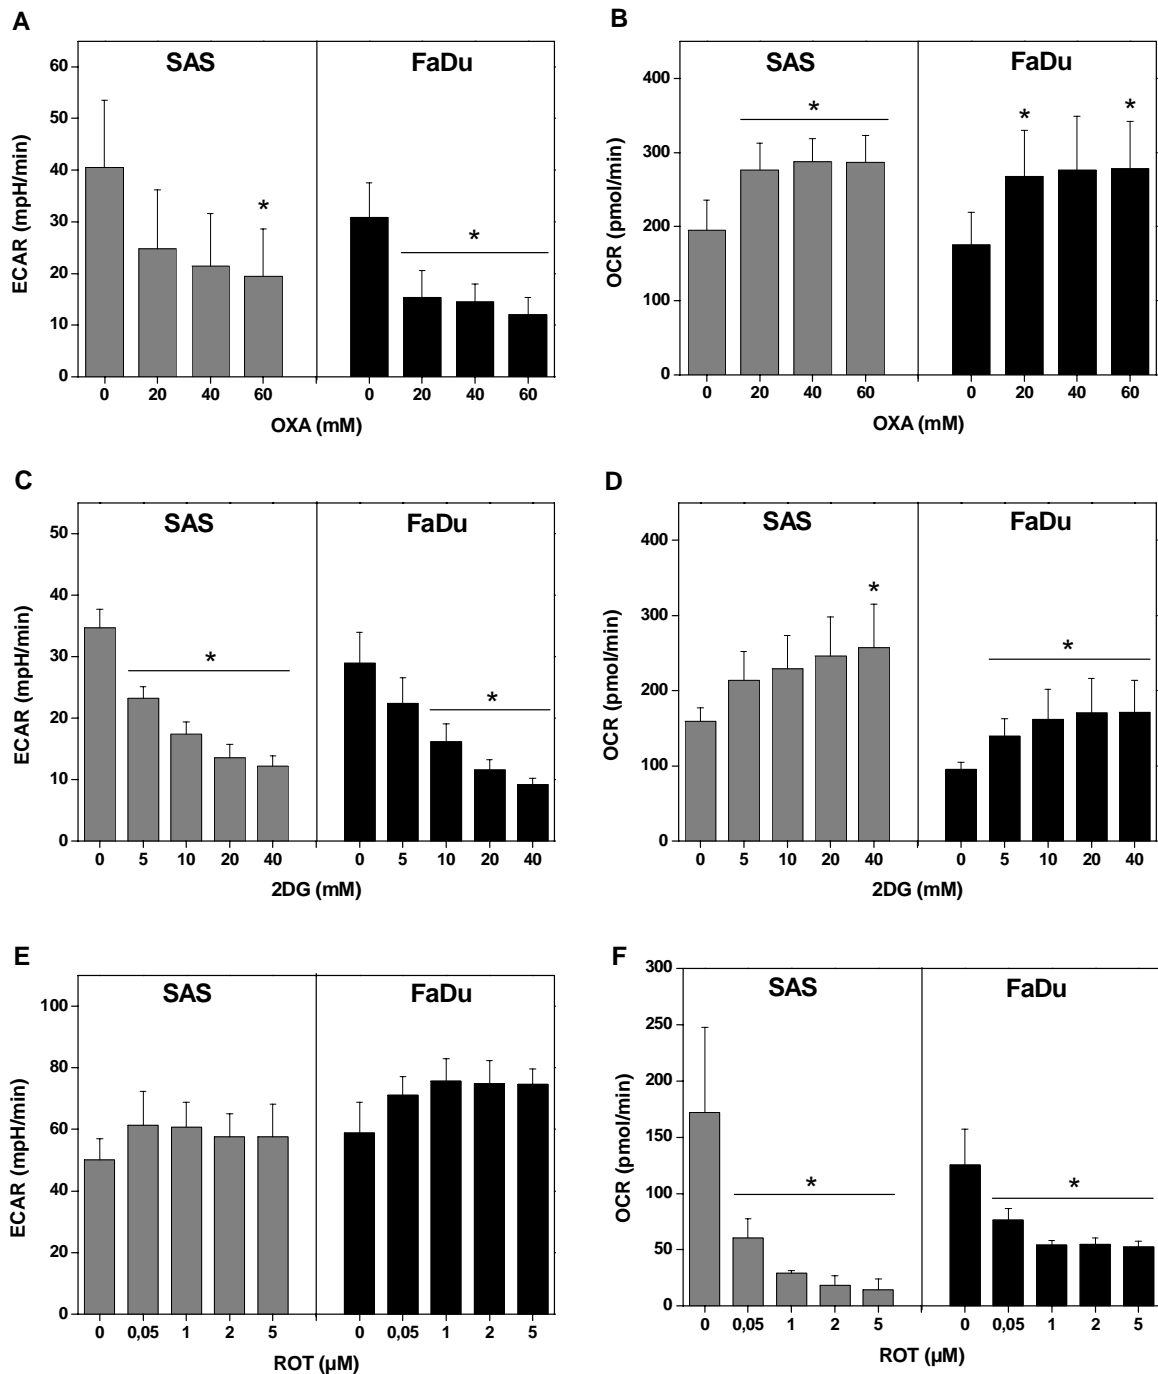 A
SAS
FaDu
ECAR (mpH/min)
60
50
40
30
20
10
0
*
*
0 20 40 60 0 20 40 60
OXA (mM)
B
SAS
FaDu
OCR (pmol/min)
400
300
200
100
0
*
*
*
0 20 40 60 0 20 40 60
OXA (mM)
C
SAS
FaDu
ECAR (mpH/min)
50
40
30
20
10
0
*
*
0 5 10 20 40 0 5 10 20 40
2DG (mM)
D
SAS
FaDu
OCR (pmol/min)
400
300
200
100
0
*
*
0 5 10 20 40 0 5 10 20 40
2DG (mM)
E
SAS
FaDu
ECAR (mpH/min)
100
80
60
40
20
0
0 0,05 1 2 5 0 0,05 1 2 5
ROT (µM)
F
SAS
FaDu
OCR (pmol/min)
300
250
200
150
100
50
0
*
*
0 0,05 1 2 5 0 0,05 1 2 5
ROT (µM)